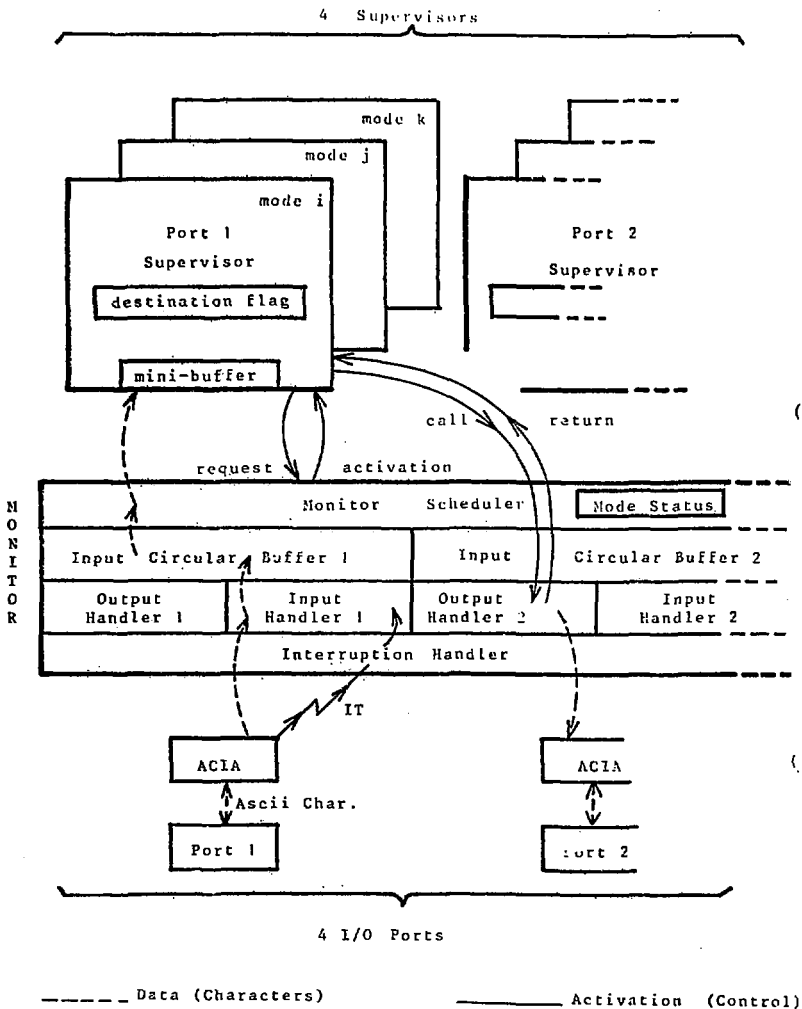 4 Supervisors
mode k
mode j
mode i
Port 1
Supervisor
destination flag
mini-buffer
Port 2
Supervisor
call
return
request
activation
MONITOR
Monitor Scheduler
Mode Status
Input Circular Buffer 1
Input Circular Buffer 2
Output
Handler 1
Input
Handler 1
Output
Handler 2
Input
Handler 2
Interruption Handler
IT
ACIA
ACIA
Ascii Char.
Port 1
Port 2
4 I/O Ports
Data (Characters)
Activation (Control)